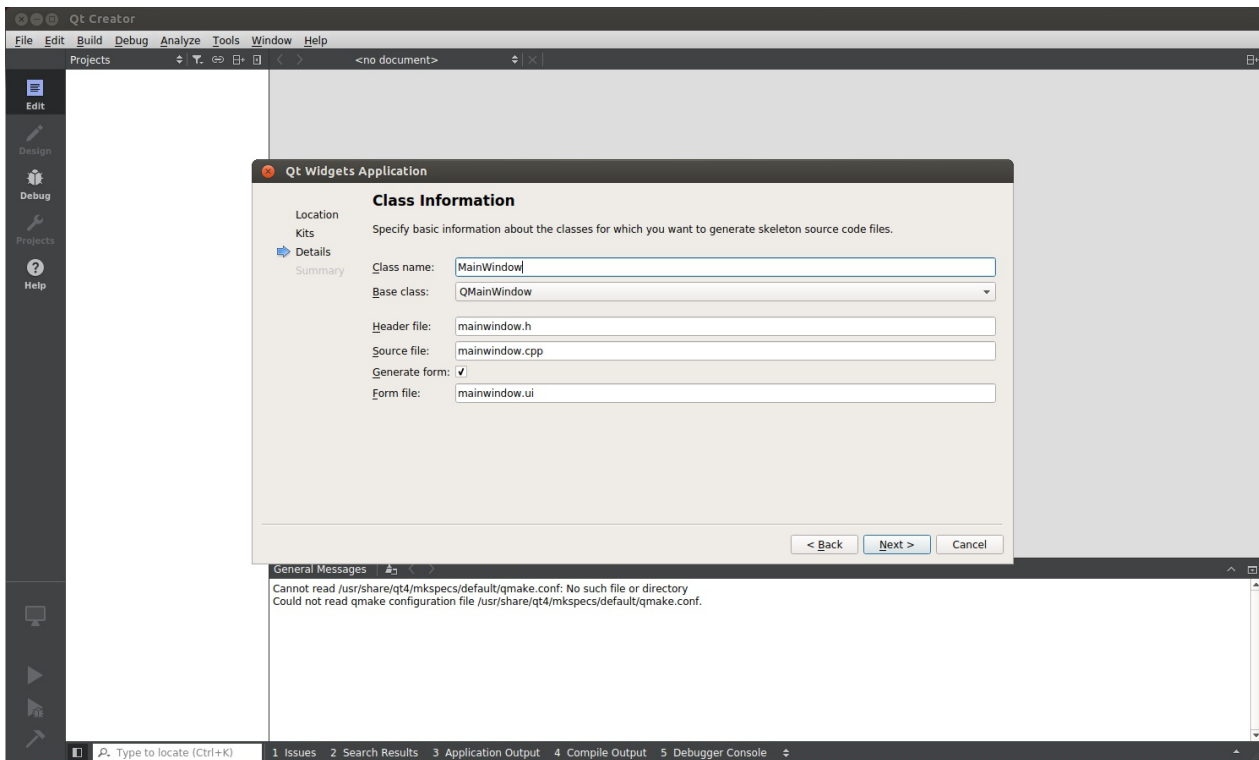 Qt Creator
File Edit Build Debug Analyze Tools Window Help
Projects <no document>
Edit
Design
Debug
Projects
Help
Qt Widgets Application
Location
Kits
Details
Summary
Class Information
Specify basic information about the classes for which you want to generate skeleton source code files.
Class name: MainWindow
Base class: QMainWindow
Header file: mainwindow.h
Source file: mainwindow.cpp
Generate form:
Form file: mainwindow.ui
< Back Next > Cancel
General Messages
Cannot read /usr/share/qt4/mkspecs/default/qmake.conf: No such file or directory
Could not read qmake configuration file /usr/share/qt4/mkspecs/default/qmake.conf.
Type to locate (Ctrl+K) 1 Issues 2 Search Results 3 Application Output 4 Compile Output 5 Debugger Console